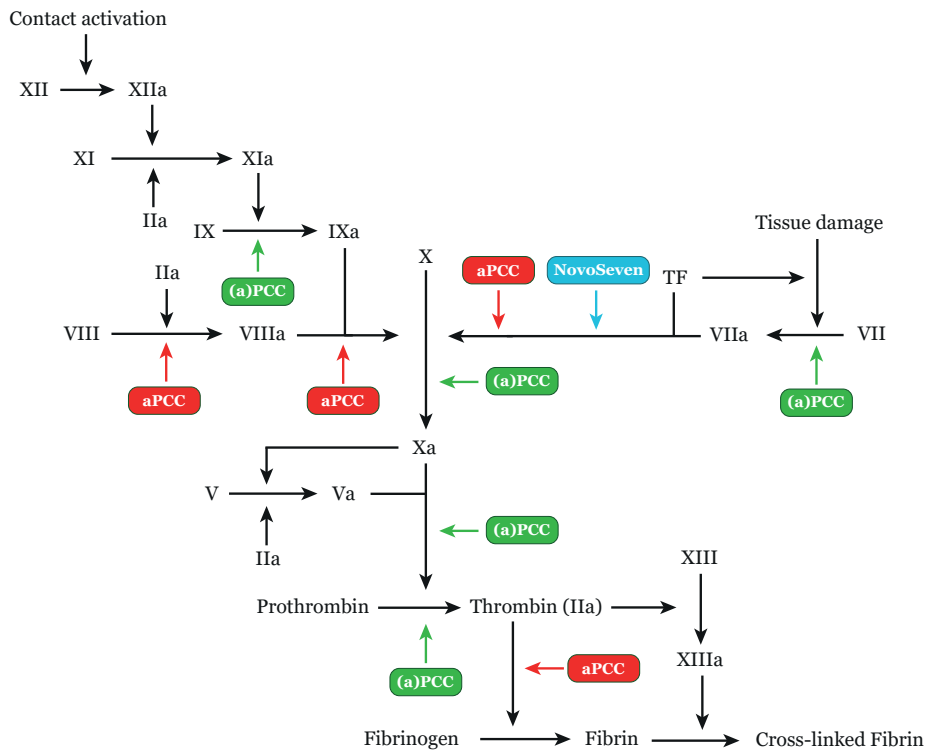 Contact activation
XII XIIa
XI XIa
IIa
IX IXa
Tissue damage
X
aPCC NovoSeven TF
IIa
(a)PCC
VIII VIIIa VIIa VII
aPCC aPCC (a)PCC (a)PCC
Xa
V Va
(a)PCC
IIa
XIII
Prothrombin Thrombin (IIa)
XIIIa
(a)PCC aPCC
Fibrinogen Fibrin Cross-linked Fibrin